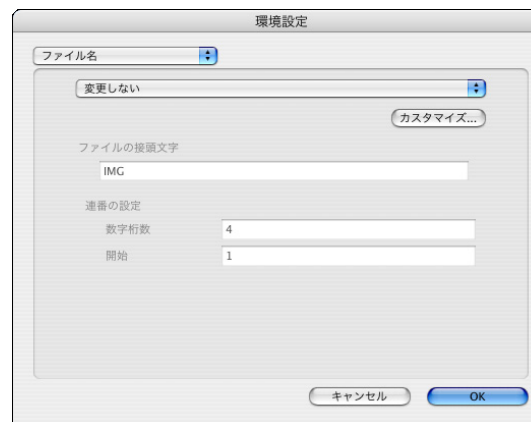 環境設定
ファイル名
変更しない
カスタマイズ...
ファイルの接頭文字
IMG
連番の設定
数字桁数 4
開始 1
キャンセル OK